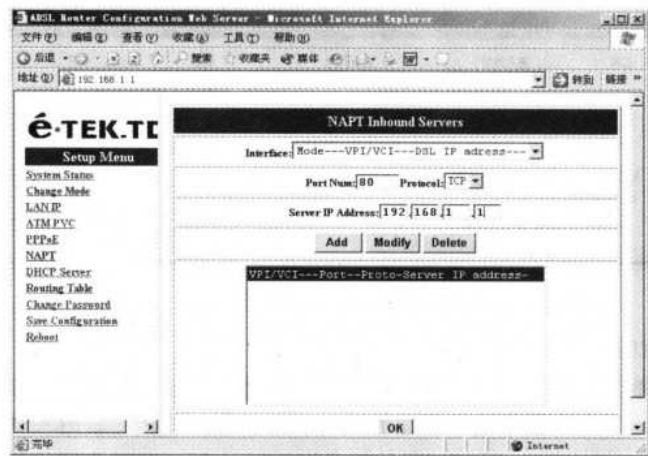 ADSL Router Configuration Web Server - Microsoft Internet Explorer
文件(F) 编辑(E) 查看(V) 收藏(A) 工具(T) 帮助(H)
后退 搜索 收藏夹 媒体
地址(D) 192.168.1.1 转到 链接 »
é·TEK.TE
Setup Menu
System Status
Change Mode
LAN IP
ATM PVC
PPPoE
NAPT
DHCP Server
Routing Table
Change Password
Save Configuration
Reboot
NAPT Inbound Servers
Interface: Mode---VPI/VCI---DSL IP adress---
Port Num: 80 Protocol: TCP
Server IP Address: 192.168.1.1
Add Modify Delete
VPI/VCI---Port--Proto-Server IP address-
OK
完毕 Internet